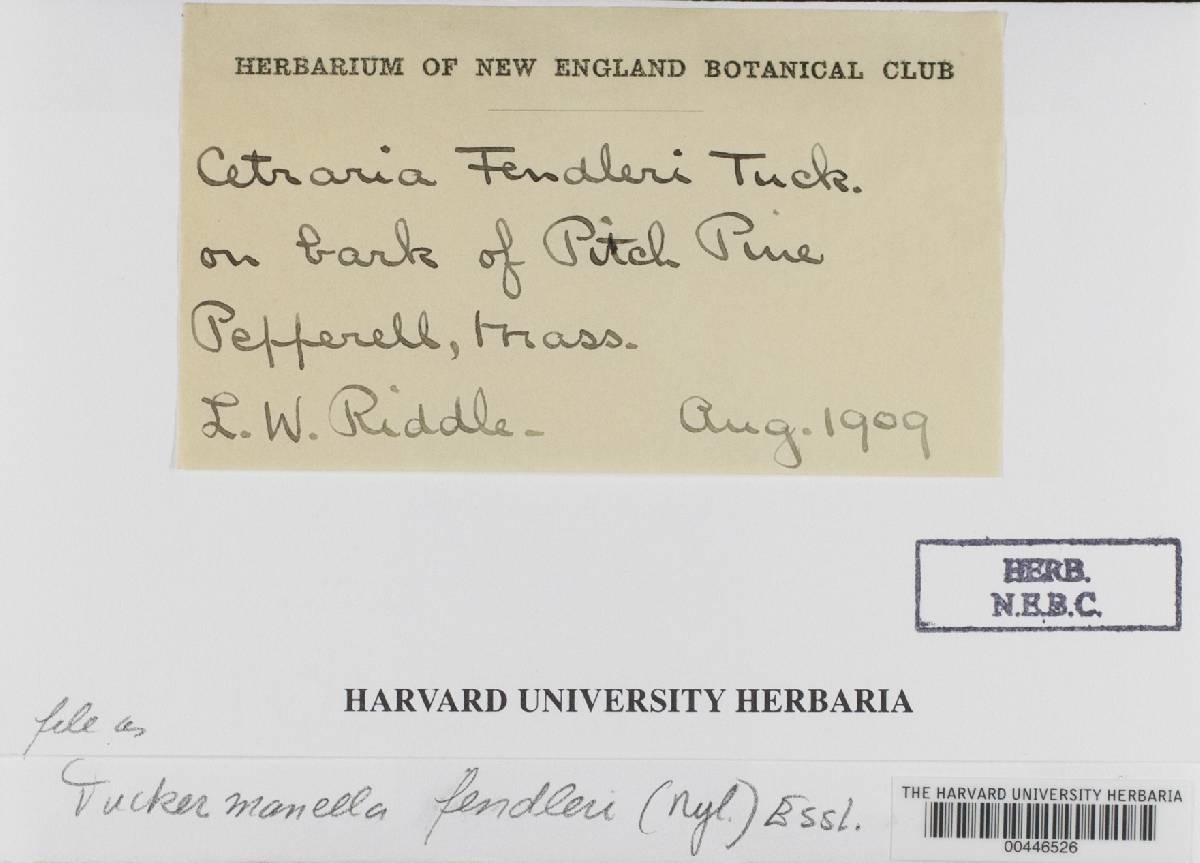 HERBARIUM OF NEW ENGLAND BOTANICAL CLUB
Cetraria Fendleri Tuck.
on bark of Pitch Pine
Pepperell, Mass.
L. W. Riddle. Aug. 1909
HERB.
N.E.B.C.
HARVARD UNIVERSITY HERBARIA
file as
Tuckermanella fendleri (Nyl.) Essl.
THE HARVARD UNIVERSITY HERBARIA
00446526